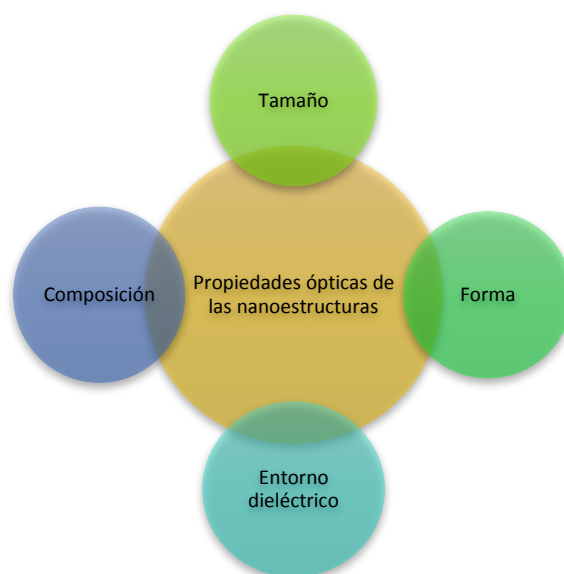 Tamaño
Composición
Propiedades ópticas de
las nanoestructuras
Forma
Entorno
dieléctrico